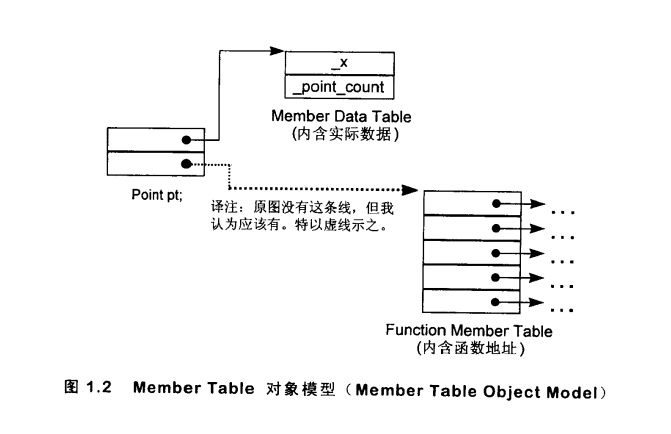 _x
_point_count
Member Data Table
(内含实际数据)
Point pt;
译注：原图没有这条线，但我
认为应该有。特以虚线示之。
...
...
...
...
...
Function Member Table
(内含函数地址)
图 1.2 Member Table 对象模型（Member Table Object Model）